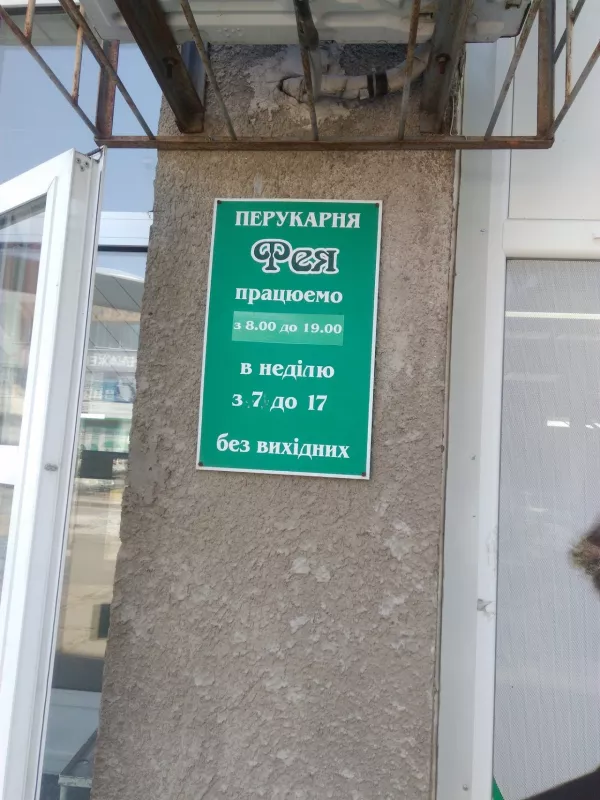 ПЕРУКАРНЯ
Фея
працюємо
з 8.00 до 19.00
в неділю
з 7 до 17
без вихідних